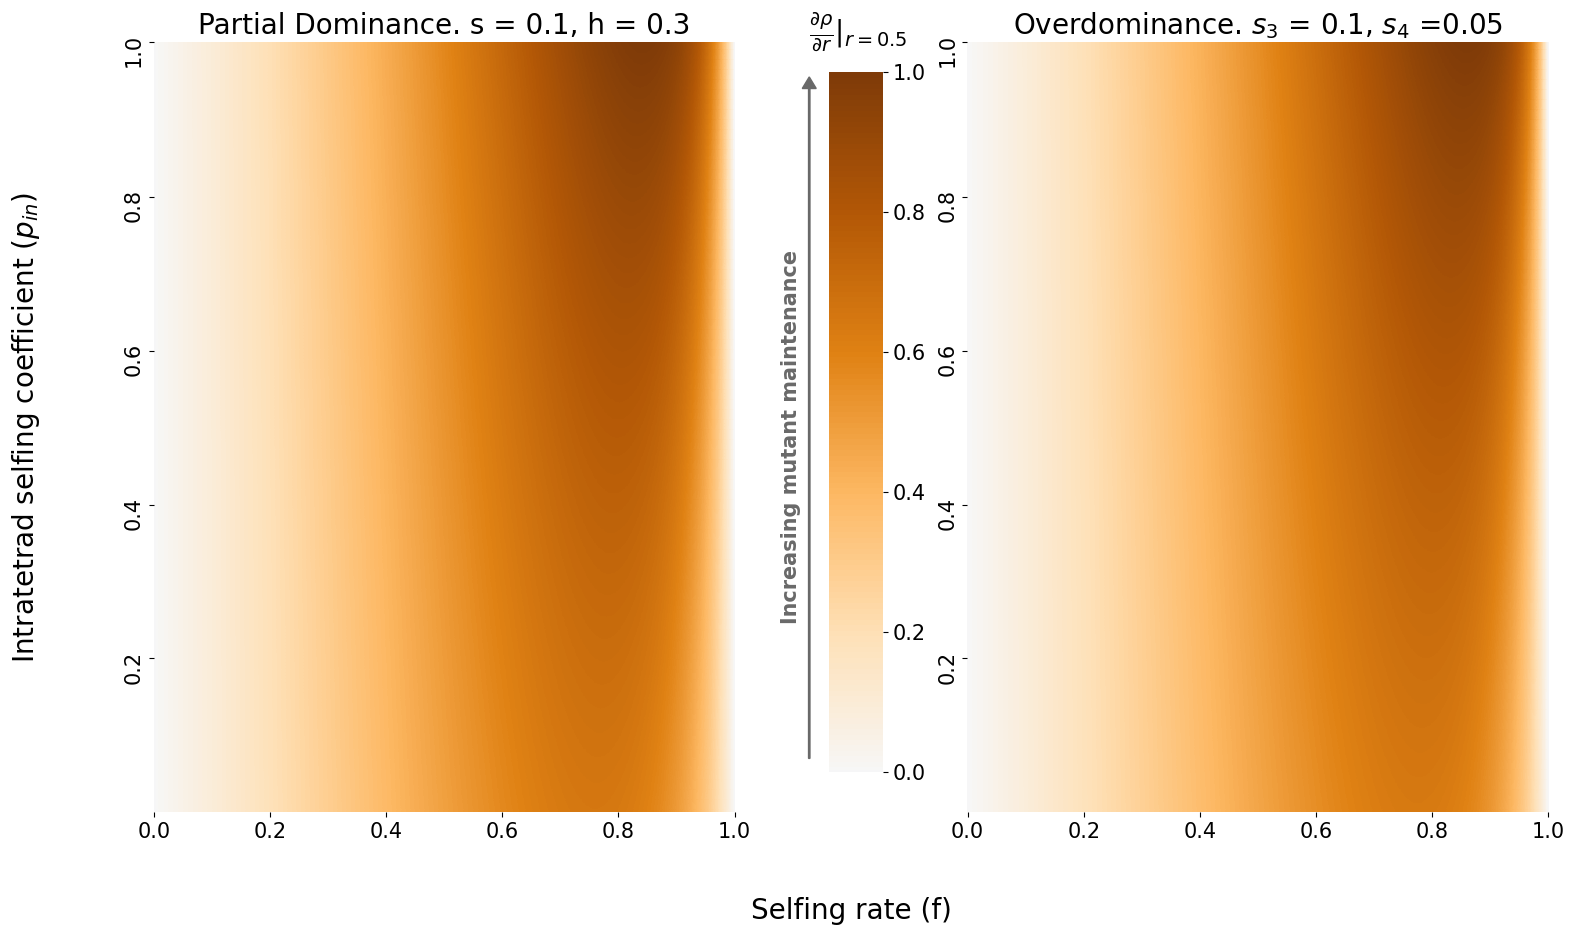 Partial Dominance. s = 0.1, h = 0.3
∂ρ/∂r|r = 0.5
Overdominance. s3 = 0.1, s4 =0.05
Intratetrad selfing coefficient (pin)
1.0
0.8
0.6
0.4
0.2
0.0 0.2 0.4 0.6 0.8 1.0
Increasing mutant maintenance
1.0
0.8
0.6
0.4
0.2
0.0
1.0
0.8
0.6
0.4
0.2
0.0 0.2 0.4 0.6 0.8 1.0
Selfing rate (f)